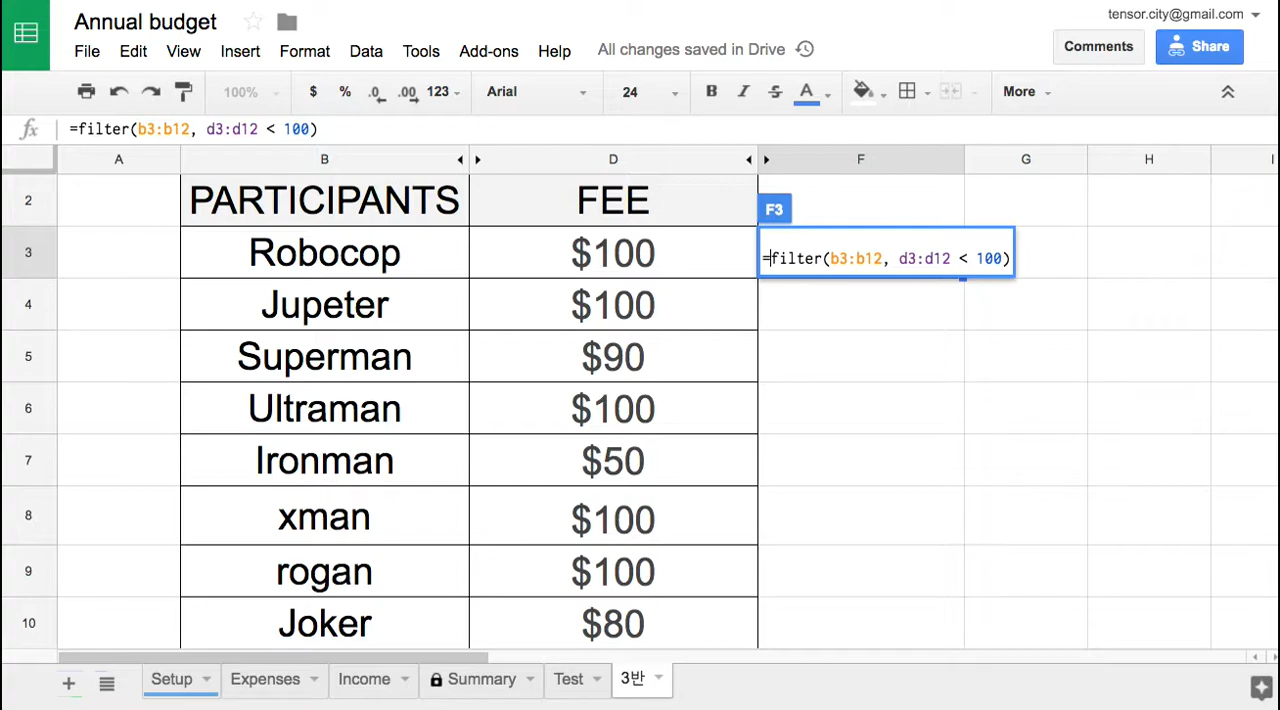 Annual budget
tensor.city@gmail.com
File Edit View Insert Format Data Tools Add-ons Help All changes saved in Drive
Comments Share
100% $ % .0 .00 123 Arial 24 B I S A More
fx =filter(b3:b12, d3:d12 < 100)
A B D F G H I
2 PARTICIPANTS FEE
F3
3 Robocop $100 =filter(b3:b12, d3:d12 < 100)
4 Jupeter $100
5 Superman $90
6 Ultraman $100
7 Ironman $50
8 xman $100
9 rogan $100
10 Joker $80
+ Setup Expenses Income Summary Test 3반